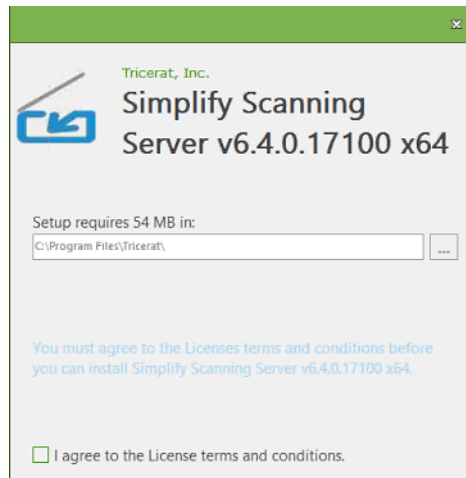 Tricerat, Inc.
Simplify Scanning
Server v6.4.0.17100 x64
Setup requires 54 MB in:
C:\Program Files\Tricerat\
...
You must agree to the Licenses terms and conditions before
you can install Simplify Scanning Server v6.4.0.17100 x64.
I agree to the License terms and conditions.